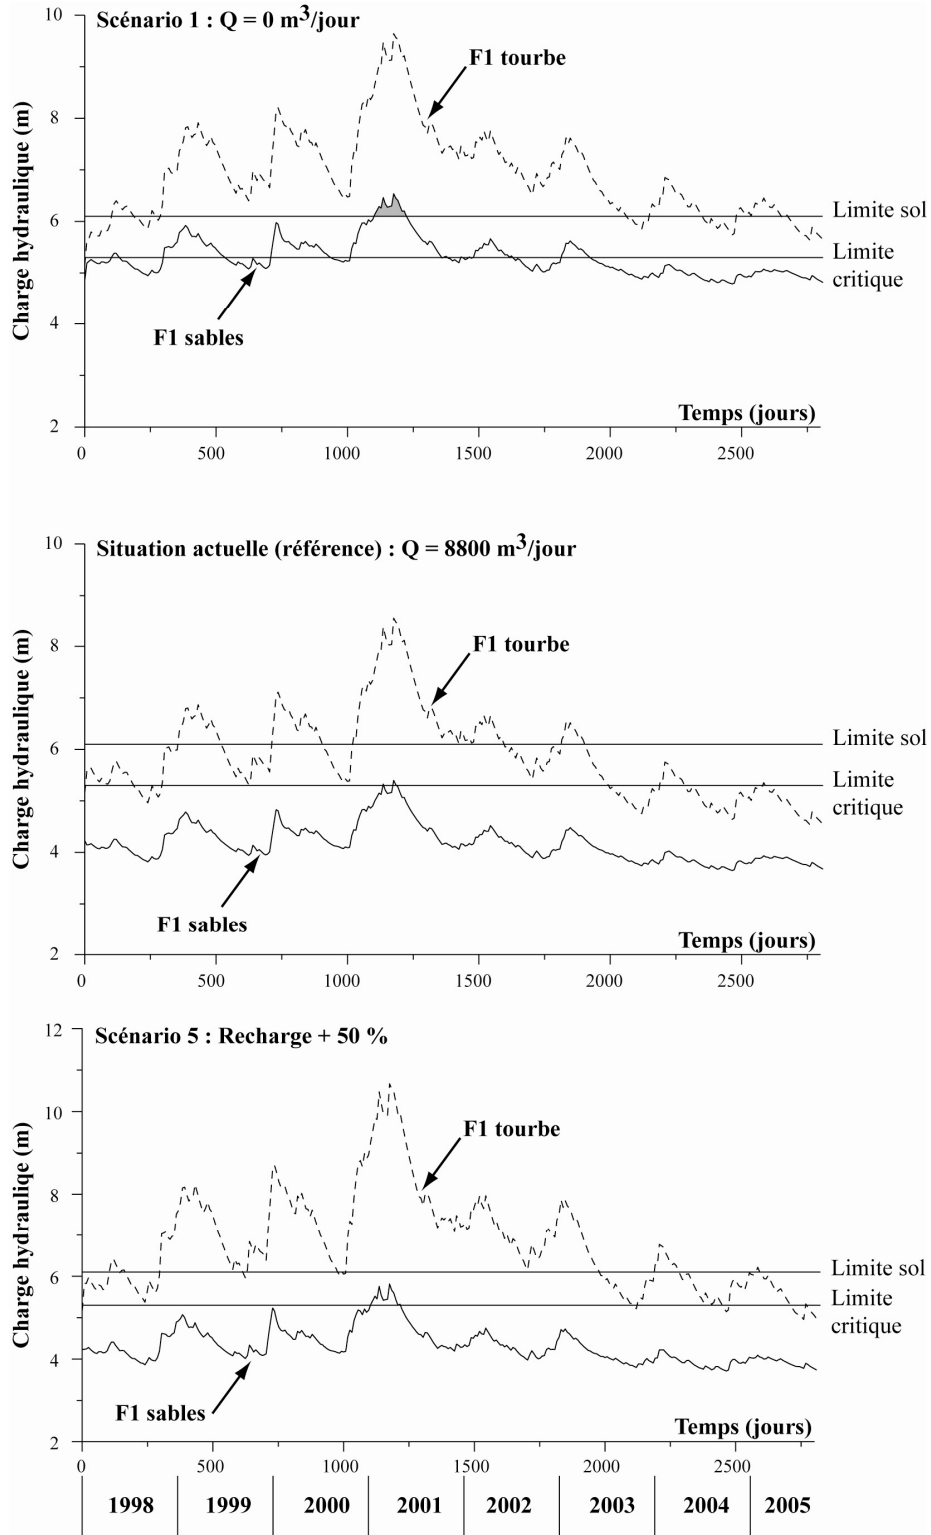 Scénario 1 : Q = 0 m³/jour
10
8
6
4
2
Charge hydraulique (m)
F1 tourbe
Limite sol
Limite
critique
F1 sables
Temps (jours)
0 500 1000 1500 2000 2500
Situation actuelle (référence) : Q = 8800 m³/jour
10
8
6
4
2
Charge hydraulique (m)
F1 tourbe
Limite sol
Limite
critique
F1 sables
Temps (jours)
0 500 1000 1500 2000 2500
Scénario 5 : Recharge + 50 %
12
10
8
6
4
2
Charge hydrauliqe (m)
F1 tourbe
Limite sol
Limite
critique
F1 sables
Temps (jours)
0 500 1000 1500 2000 2500
1998 1999 2000 2001 2002 2003 2004 2005